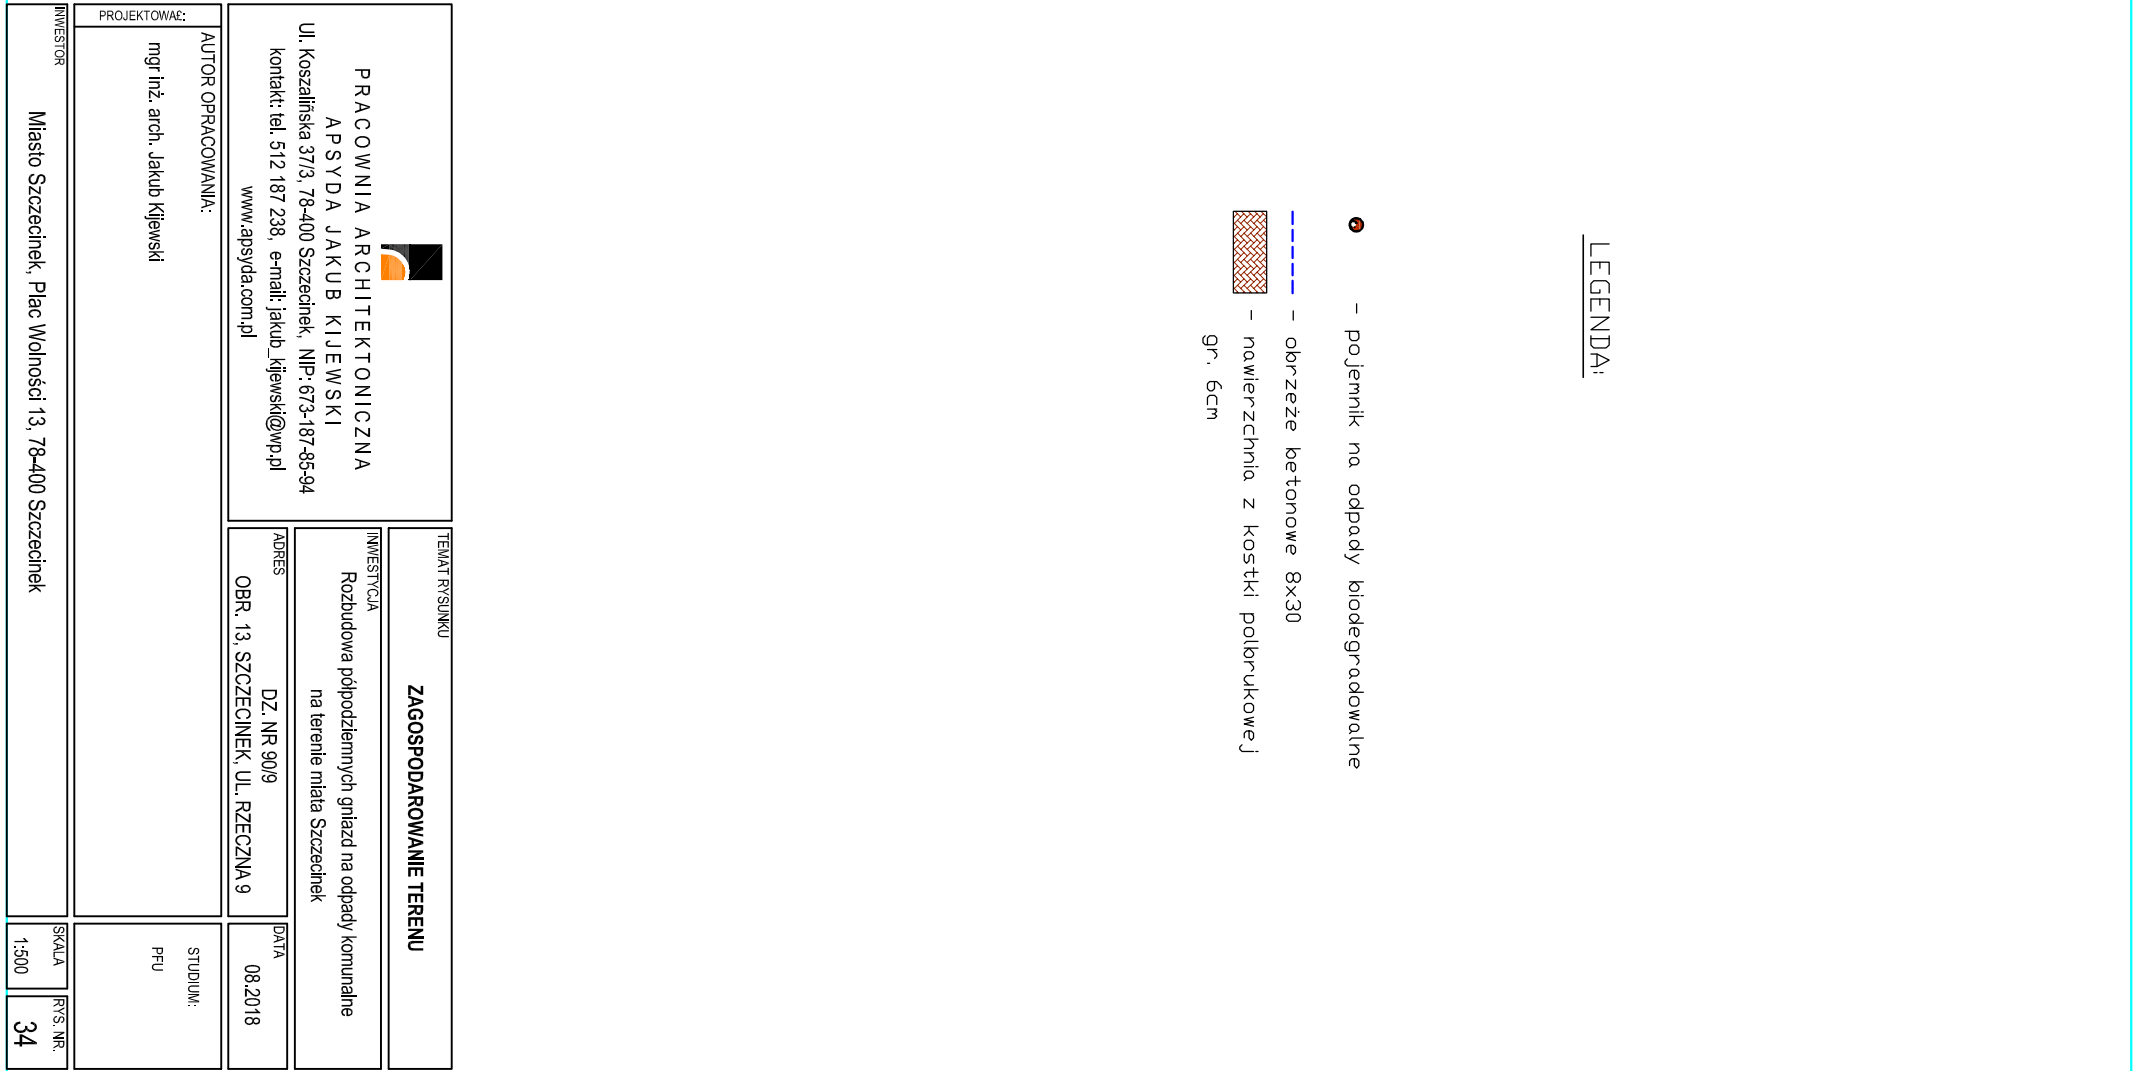 LEGENDA:
- pojemnik na odpady biodegradowalne
- obrzeże betonowe 8x30
- nawierzchnia z kostki polbrukowej
gr. 6cm
PRACOWNIA ARCHITEKTONICZNA
APSYDA JAKUB KIJEWSKI
Ul. Koszalińska 37/3, 78-400 Szczecinek, NIP: 673-187-85-94
kontakt: tel. 512 187 238, e-mail: jakub_kijewski@wp.pl
www.apsyda.com.pl
TEMAT RYSUNKU
ZAGOSPODAROWANIE TERENU
INWESTYCJA
Rozbudowa półpodziemnych gniazd na odpady komunalne
na terenie miata Szczecinek
ADRES
DZ. NR 90/9
OBR. 13, SZCZECINEK, UL. RZECZNA 9
DATA
08.2018
PROJEKTOWA£:
AUTOR OPRACOWANIA:
mgr inż. arch. Jakub Kijewski
STUDIUM:
PFU
INWESTOR
Miasto Szczecinek, Plac Wolności 13, 78-400 Szczecinek
SKALA
1:500
RYS. NR.
34